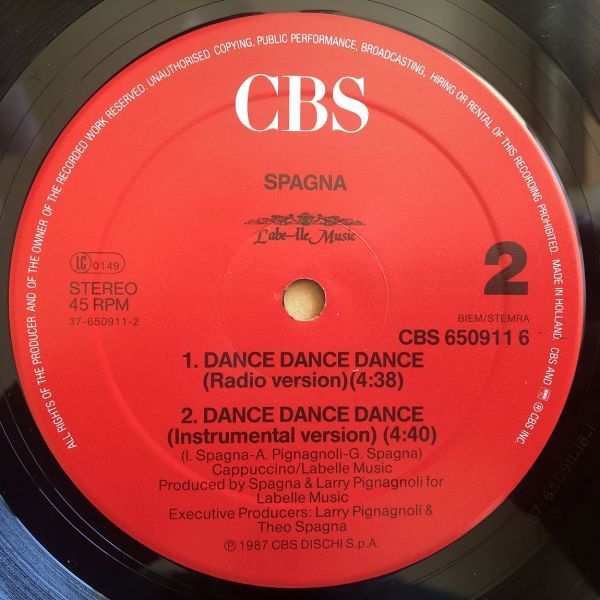 ALL RIGHTS OF THE PRODUCER AND OF THE OWNER OF THE RECORDED WORK RESERVED. UNAUTHORISED COPYING, PUBLIC PERFORMANCE, BROADCASTING, HIRING OR RENTAL OF THIS RECORDING PROHIBITED. MADE IN HOLLAND CBS AND ® CBS INC.
CBS
SPAGNA
Labelle Music
LC 0149
STEREO
45 RPM
37-650911-2
2
BIEM/STEMRA
CBS 650911 6
1. DANCE DANCE DANCE
(Radio version)(4:38)
2. DANCE DANCE DANCE
(Instrumental version) (4:40)
(I. Spagna-A. Pignagnoli-G. Spagna)
Cappuccino/Labelle Music
Produced by Spagna & Larry Pignagnoli for
Labelle Music
Executive Producers: Larry Pignagnoli &
Theo Spagna
℗ 1987 CBS DISCHI S.p.A.